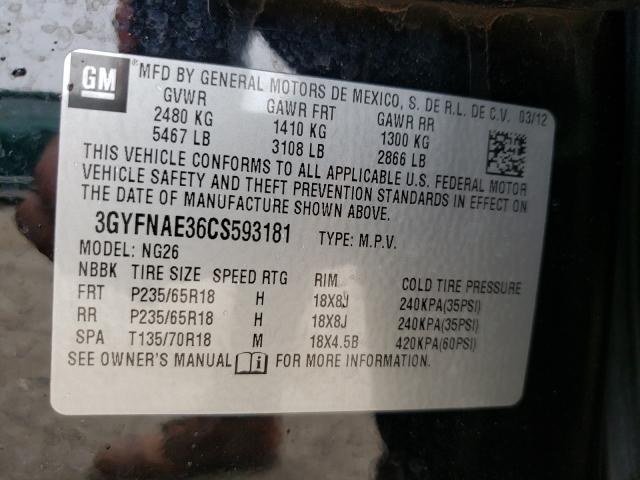 GM ® MFD BY GENERAL MOTORS DE MEXICO, S. DE R.L. DE C.V. 03/12
GVWR GAWR FRT GAWR RR
2480 KG 1410 KG 1300 KG
5467 LB 3108 LB 2866 LB
THIS VEHICLE CONFORMS TO ALL APPLICABLE U.S. FEDERAL MOTOR
VEHICLE SAFETY AND THEFT PREVENTION STANDARDS IN EFFECT ON
THE DATE OF MANUFACTURE SHOWN ABOVE.
3GYFNAE36CS593181 TYPE: M.P.V.
MODEL: NG26
NBBK TIRE SIZE SPEED RTG RIM COLD TIRE PRESSURE
FRT P235/65R18 H 18X8J 240KPA(35PSI)
RR P235/65R18 H 18X8J 240KPA(35PSI)
SPA T135/70R18 M 18X4.5B 420KPA(60PSI)
SEE OWNER'S MANUAL i FOR MORE INFORMATION.